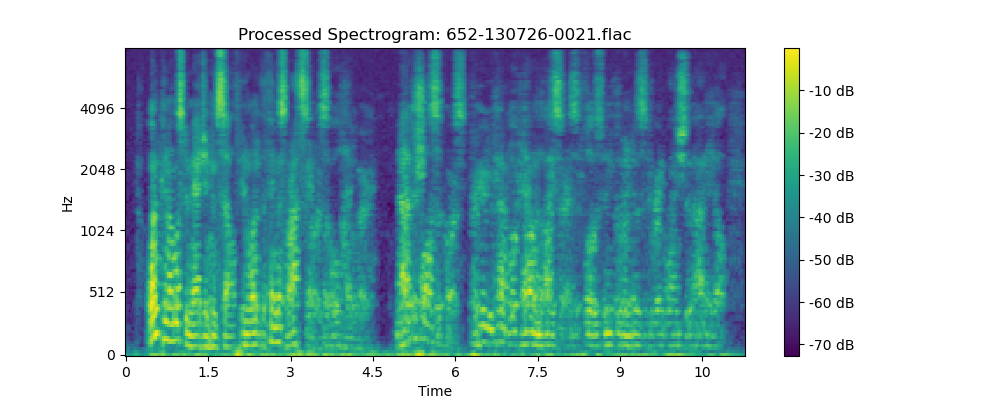 Processed Spectrogram: 652-130726-0021.flac
Hz
4096
2048
1024
512
0
0 1.5 3 4.5 6 7.5 9 10
Time
-10 dB
-20 dB
-30 dB
-40 dB
-50 dB
-60 dB
-70 dB